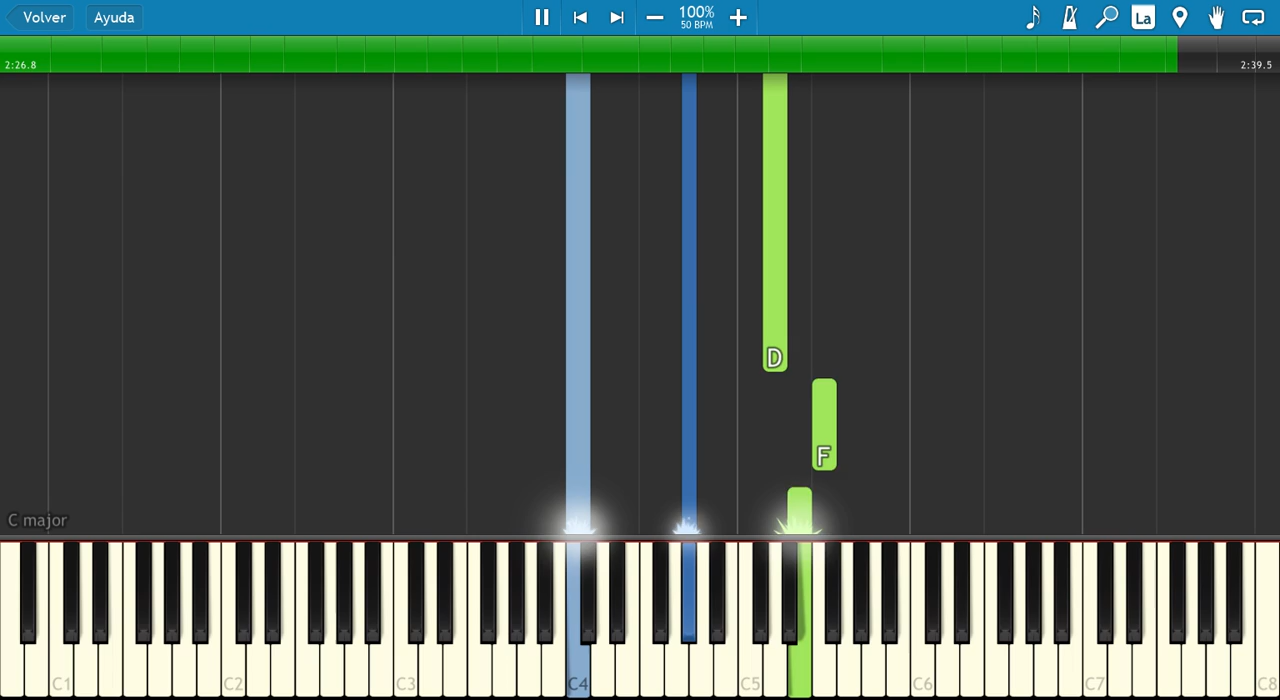 Volver
Ayuda
100%
50 BPM
La
2:26.8
2:39.5
D
F
C major
C1
C2
C3
C4
C5
C6
C7
C8